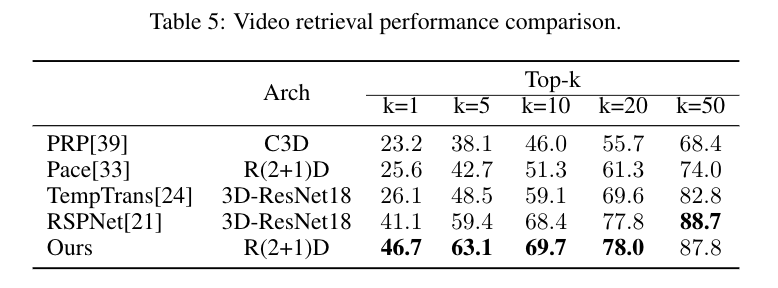 Table 5: Video retrieval performance comparison.
Arch Top-k
k=1 k=5 k=10 k=20 k=50
PRP[39] C3D 23.2 38.1 46.0 55.7 68.4
Pace[33] R(2+1)D 25.6 42.7 51.3 61.3 74.0
TempTrans[24] 3D-ResNet18 26.1 48.5 59.1 69.6 82.8
RSPNet[21] 3D-ResNet18 41.1 59.4 68.4 77.8 88.7
Ours R(2+1)D 46.7 63.1 69.7 78.0 87.8